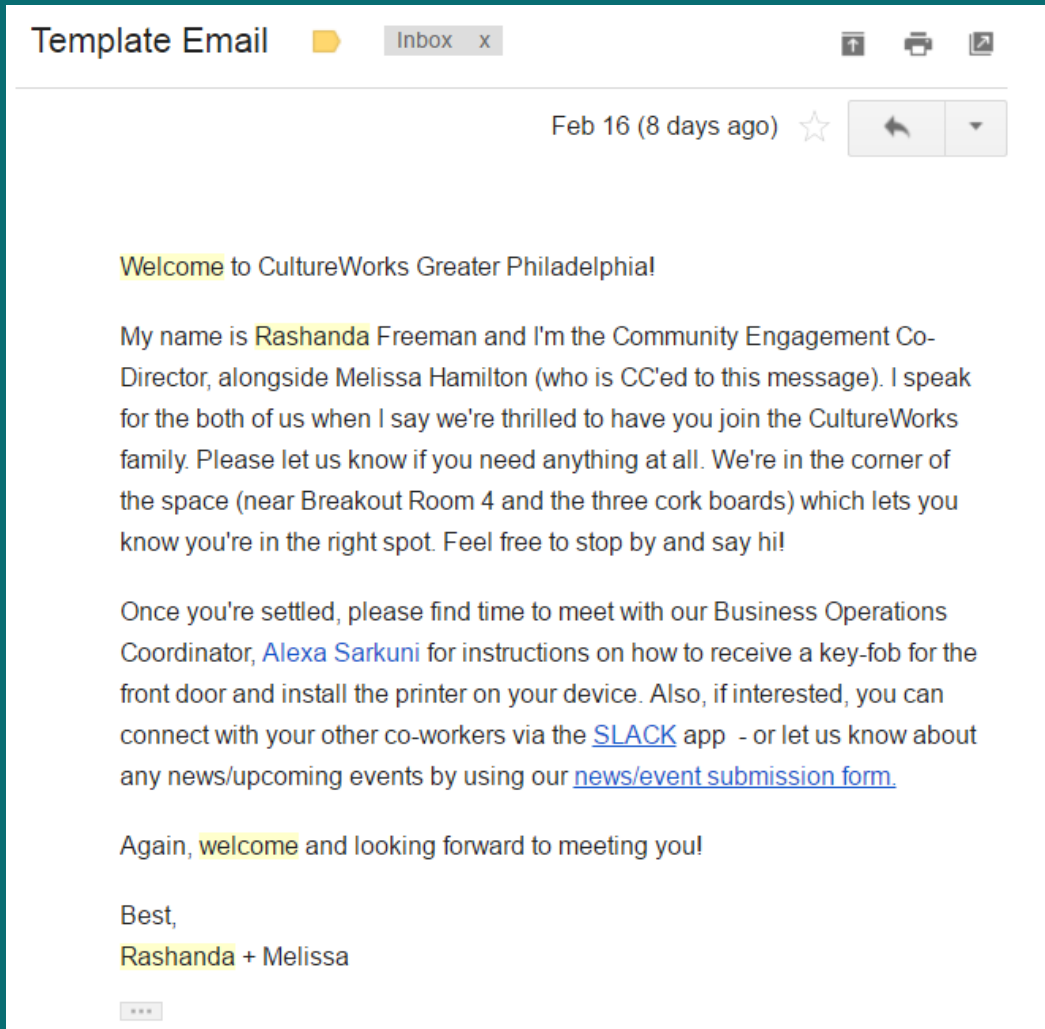 Template Email
Inbox x
Feb 16 (8 days ago)
Welcome to CultureWorks Greater Philadelphia!
My name is Rashanda Freeman and I'm the Community Engagement Co-
Director, alongside Melissa Hamilton (who is CC'ed to this message). I speak
for the both of us when I say we're thrilled to have you join the CultureWorks
family. Please let us know if you need anything at all. We're in the corner of
the space (near Breakout Room 4 and the three cork boards) which lets you
know you're in the right spot. Feel free to stop by and say hi!
Once you're settled, please find time to meet with our Business Operations
Coordinator, Alexa Sarkuni for instructions on how to receive a key-fob for the
front door and install the printer on your device. Also, if interested, you can
connect with your other co-workers via the SLACK app  - or let us know about
any news/upcoming events by using our news/event submission form.
Again, welcome and looking forward to meeting you!
Best,
Rashanda + Melissa